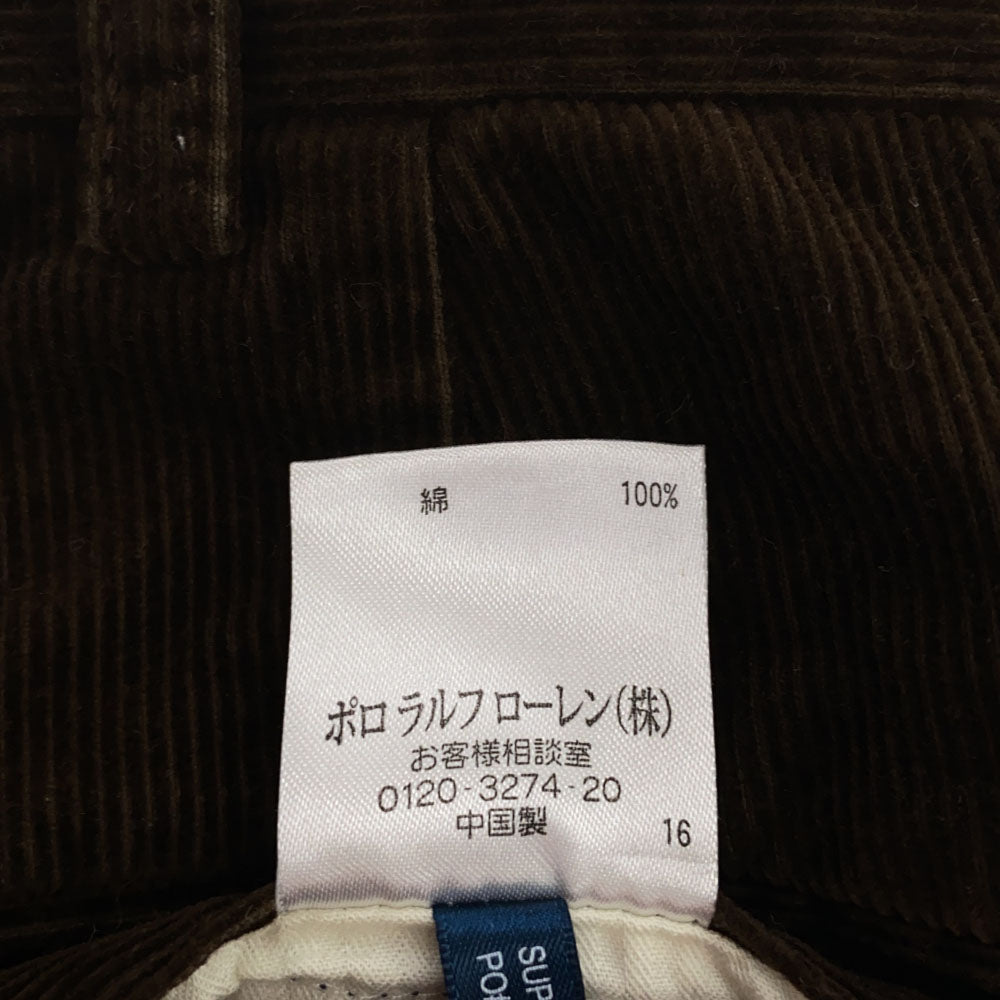 綿 100%
ポロ ラルフ ローレン(株)
お客様相談室
0120-3274-20
中国製 16
SUP